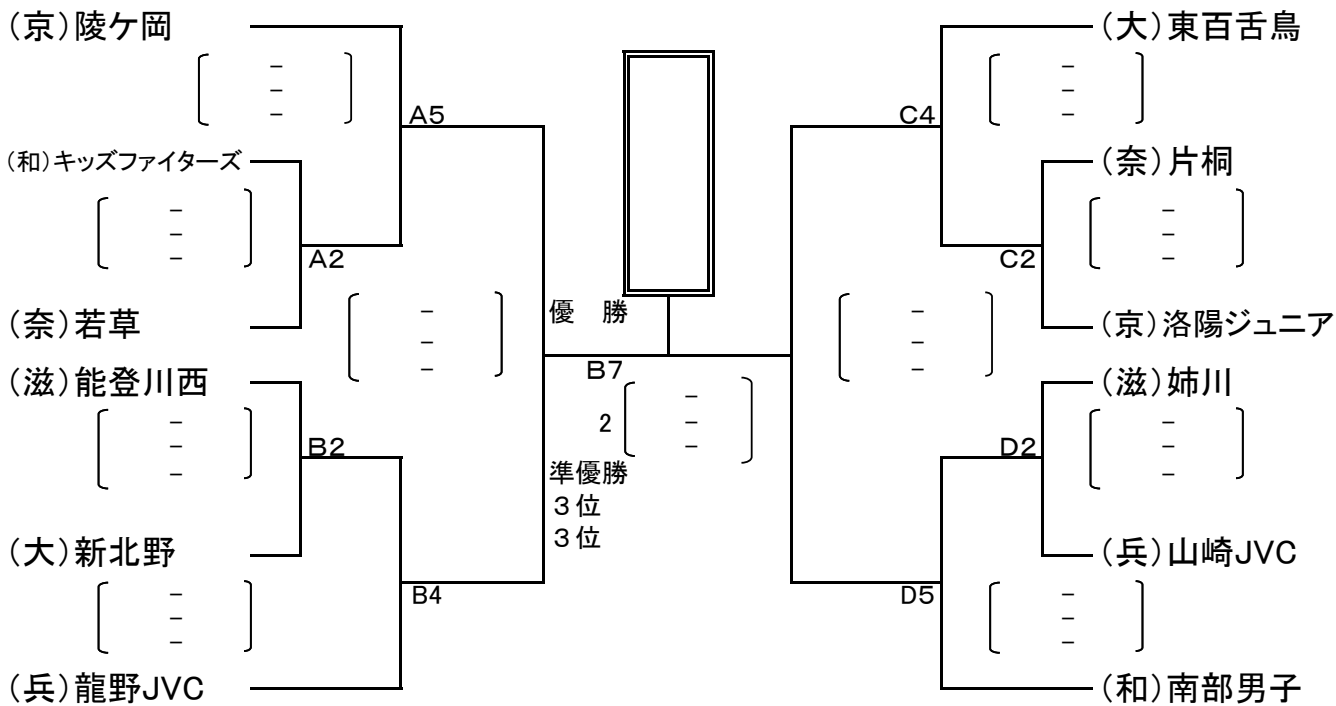 (京)陵ケ岡
－
－
－
A5
(和)キッズファイターズ
－
－
－
A2
(奈)若草
－
－
－
(滋)能登川西
－
－
－
B2
(大)新北野
－
－
－
B4
(兵)龍野JVC
優　勝
B7
2
－
－
－
準優勝
３位
３位
(大)東百舌鳥
－
－
－
C4
(奈)片桐
－
－
－
C2
(京)洛陽ジュニア
－
－
－
(滋)姉川
－
－
－
D2
(兵)山崎JVC
－
－
－
D5
(和)南部男子